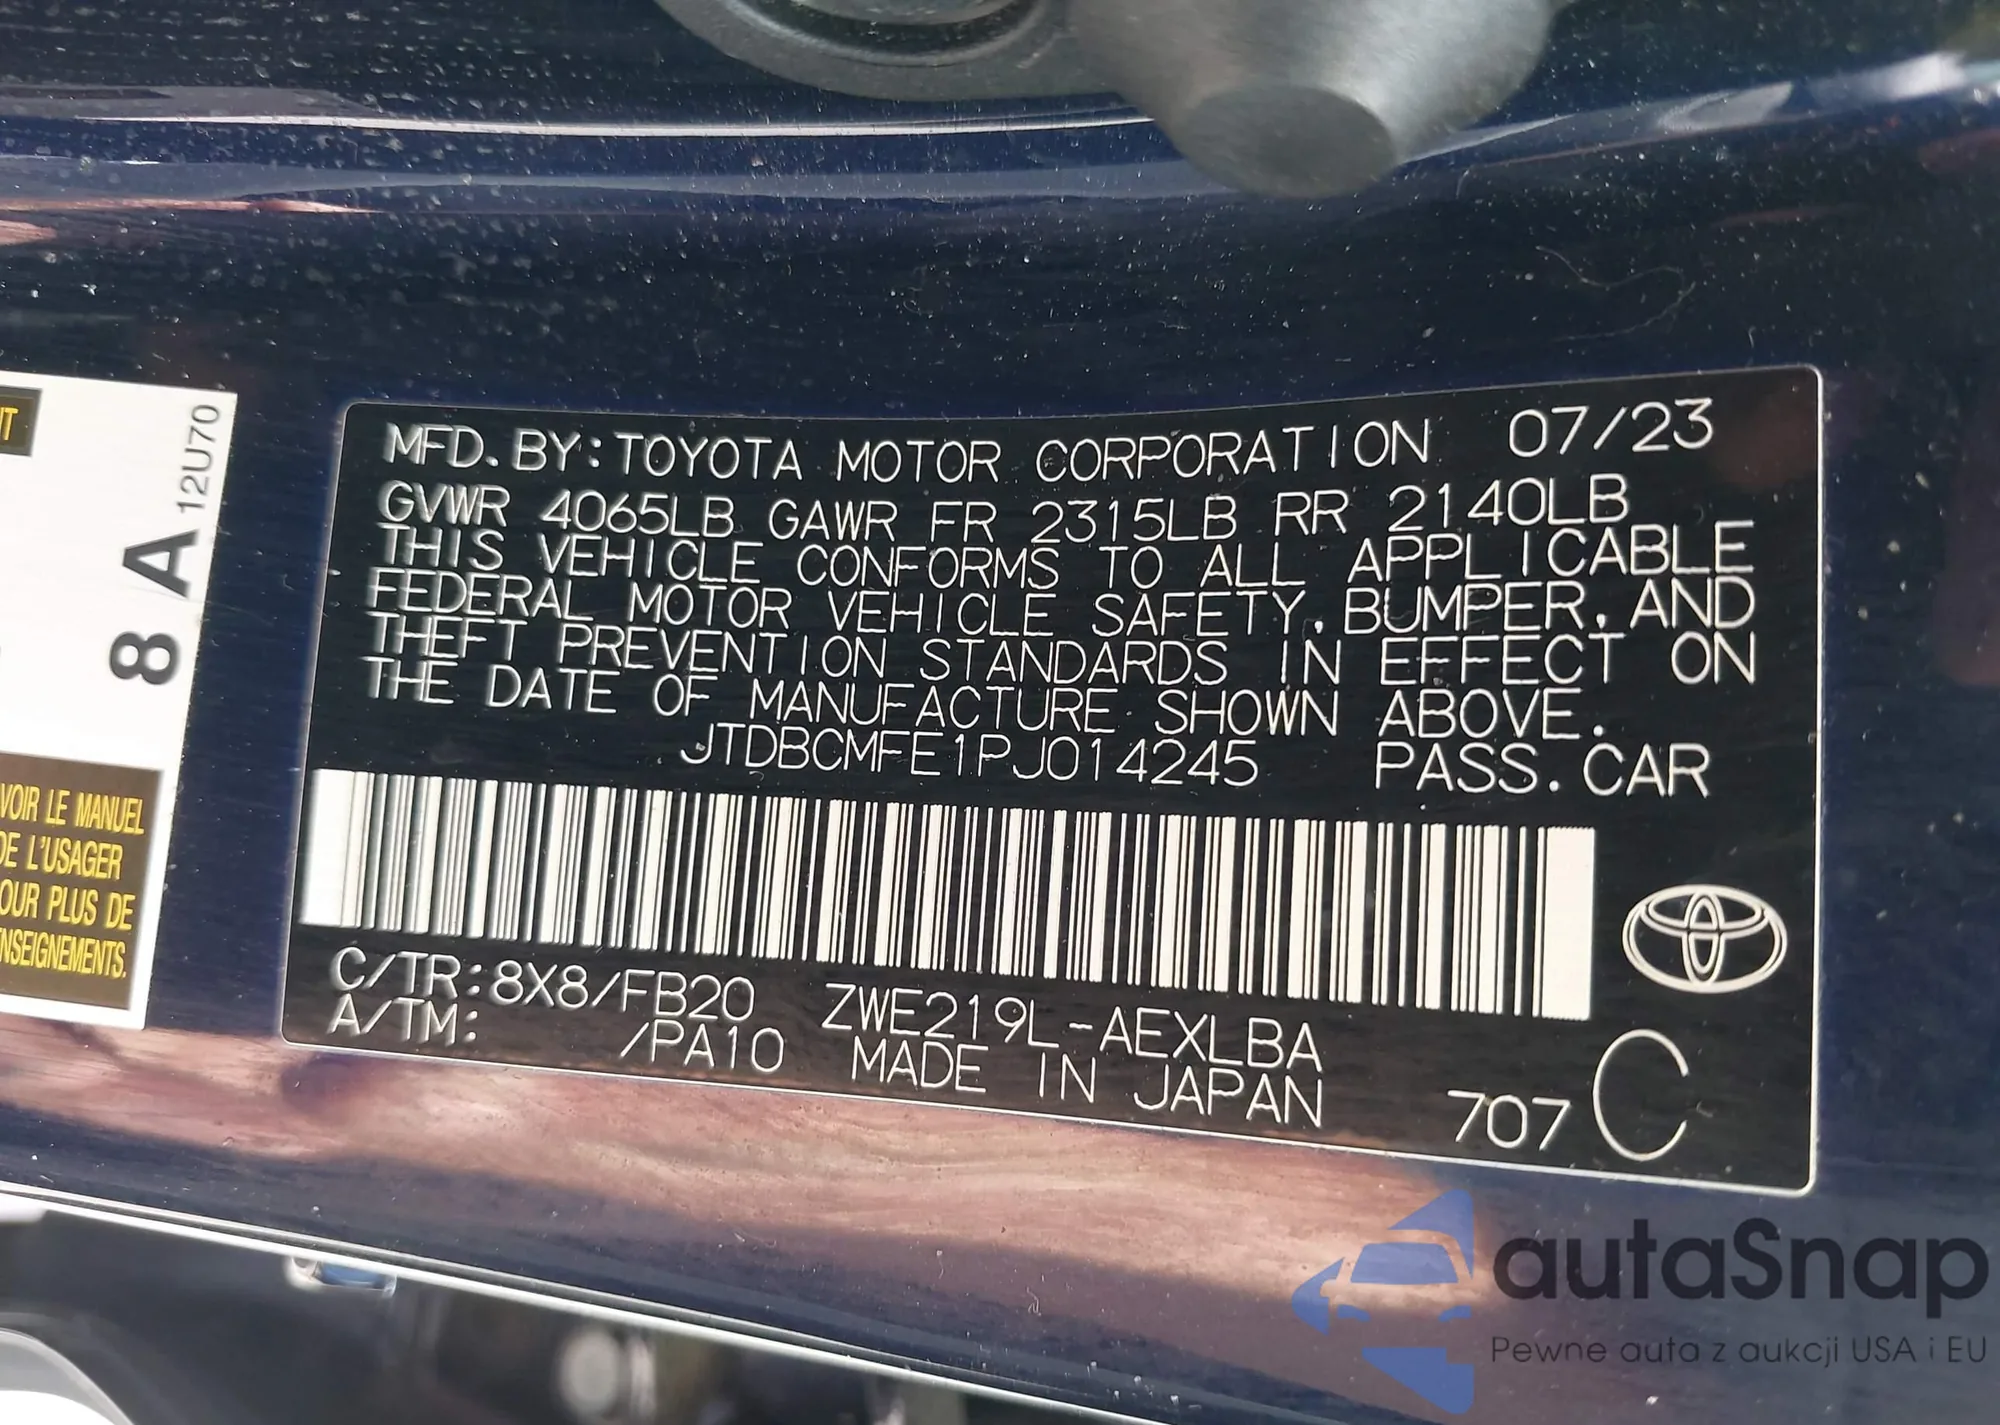 MFD. BY: TOYOTA MOTOR CORPORATION 07/23
GVWR 4065LB GAWR FR 2315LB RR 2140LB
THIS VEHICLE CONFORMS TO ALL APPLICABLE
FEDERAL MOTOR VEHICLE SAFETY, BUMPER, AND
THEFT PREVENTION STANDARDS IN EFFECT ON
THE DATE OF MANUFACTURE SHOWN ABOVE.
JTDBCMFE1PJ014245 PASS. CAR
C/TR: 8X8/FB20 ZWE219L-AEXLBA
A/TM: /PA10 MADE IN JAPAN
707 C
8 A 12U70
VOIR LE MANUEL
DE L'USAGER
PLUS DE
autaSnap
Pewne auta z aukcji USA i EU